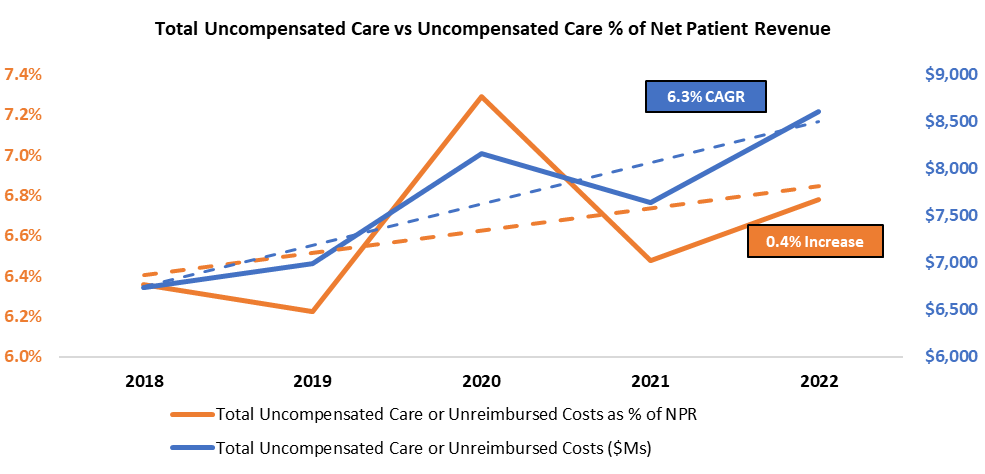 Total Uncompensated Care vs Uncompensated Care % of Net Patient Revenue
7.4%
$9,000
6.3% CAGR
7.2%
$8,500
7.0%
$8,000
6.8%
$7,500
6.6%
0.4% Increase
$7,000
6.4%
6.2%
$6,500
6.0%
$6,000
2018 2019 2020 2021 2022
Total Uncompensated Care or Unreimbursed Costs as % of NPR
Total Uncompensated Care or Unreimbursed Costs ($Ms)